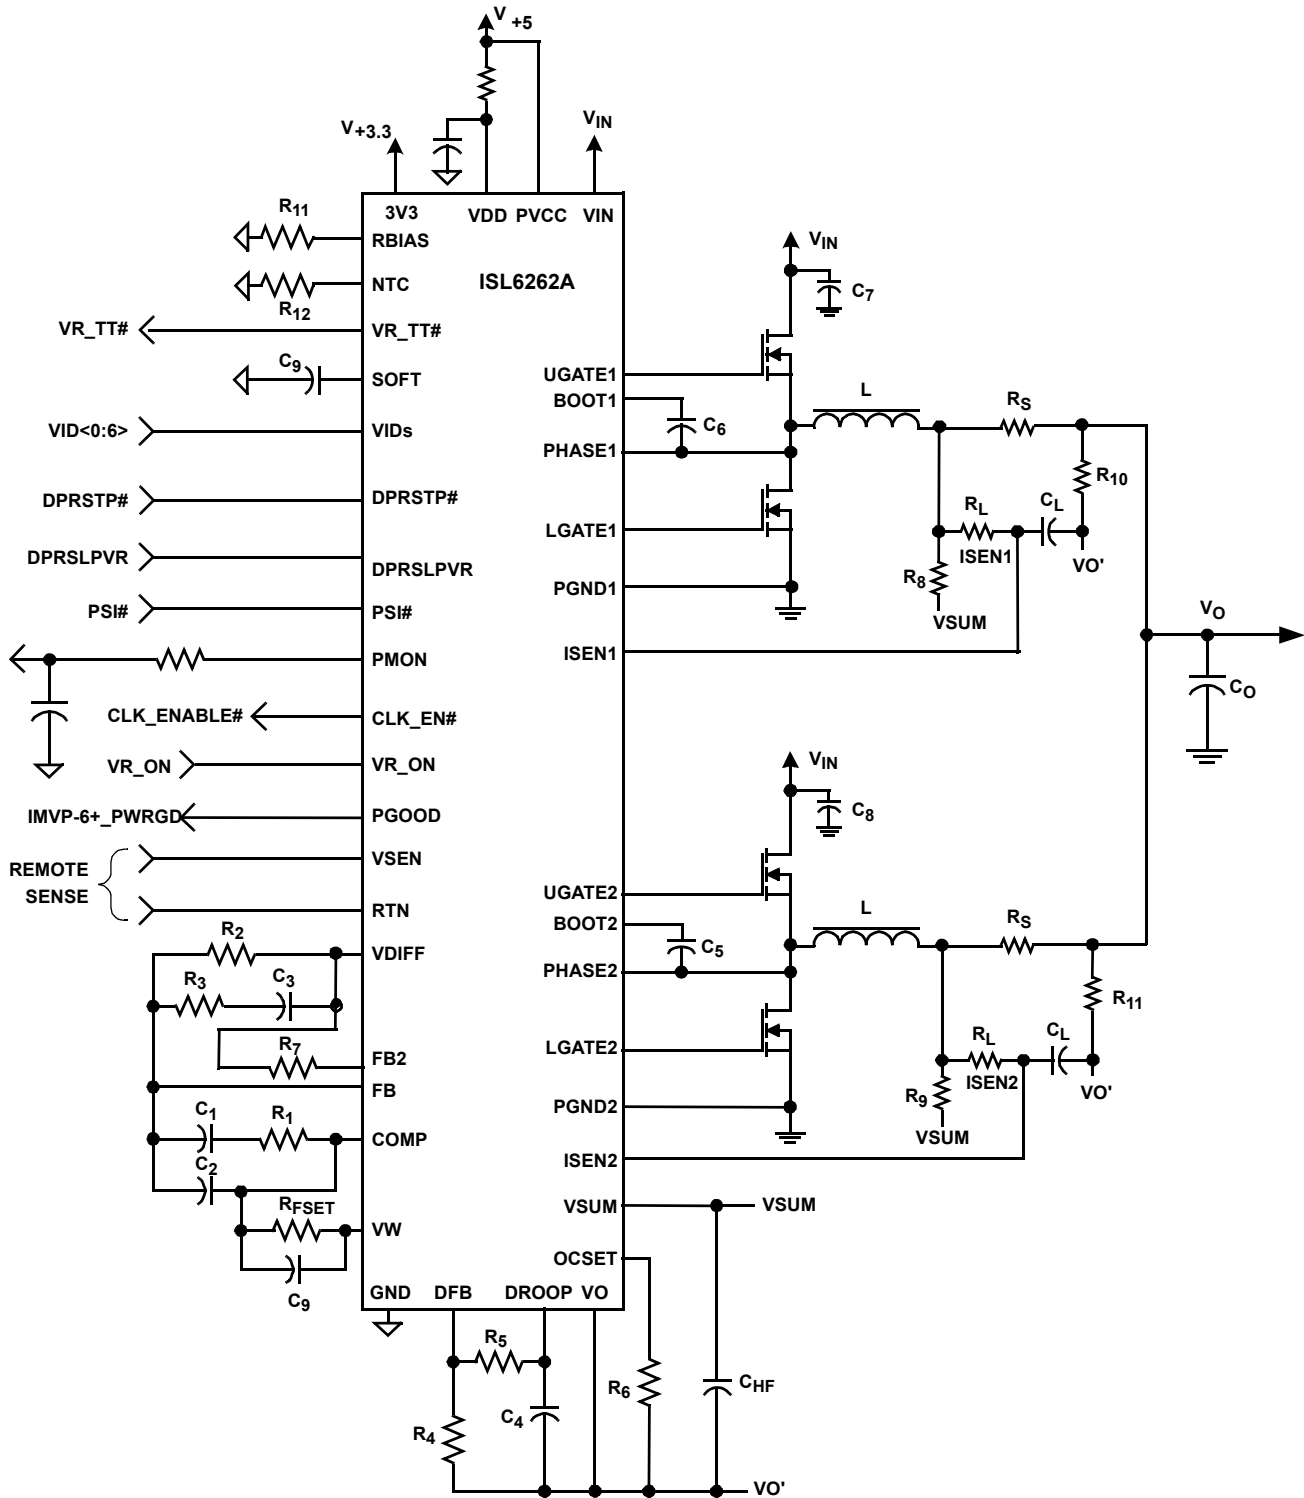 V +5
V+3.3
VIN
3V3
VDD PVCC
VIN
R11
RBIAS
ISL6262A
NTC
R12
VR_TT#
VR_TT#
C9
SOFT
VID<0:6>
VIDs
DPRSTP#
DPRSTP#
DPRSLPVR
DPRSLPVR
PSI#
PSI#
PMON
CLK_ENABLE#
CLK_EN#
VR_ON
VR_ON
IMVP-6+_PWRGD
PGOOD
REMOTE
SENSE
VSEN
RTN
R2
VDIFF
R3
C3
R7
FB2
FB
C1
R1
COMP
C2
RFSET
VW
C9
GND
DFB
DROOP
VO
R5
R4
C4
R6
CHF
VO'
VIN
C7
UGATE1
BOOT1
C6
PHASE1
L
RS
R10
LGATE1
RL
CL
ISEN1
VO'
R8
VSUM
PGND1
ISEN1
VO
CO
VIN
C8
UGATE2
BOOT2
C5
PHASE2
L
RS
R11
LGATE2
RL
CL
ISEN2
VO'
R9
VSUM
PGND2
ISEN2
VSUM
VSUM
OCSET